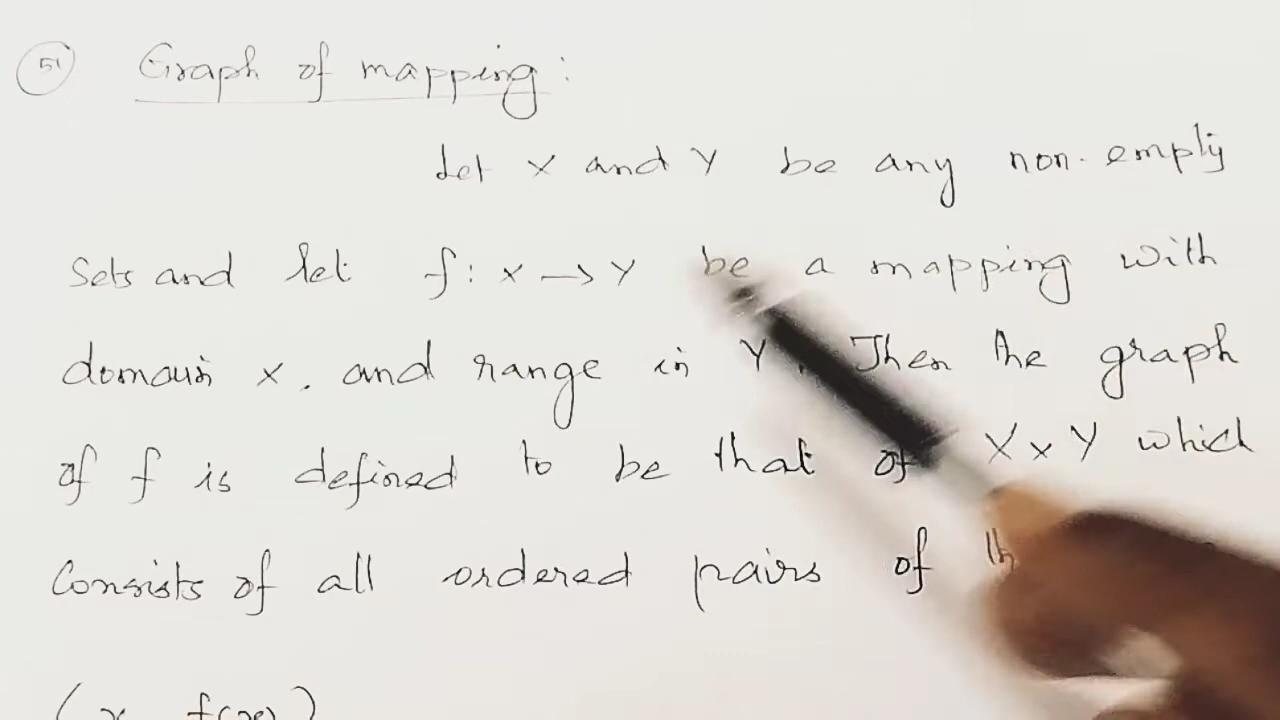 51 Graph of mapping:
Let X and Y be any non-empty
Sets and let f: X → Y be a mapping with
domain X. and range in Y. Then the graph
of f is defined to be that of X x Y which
Consists of all ordered pairs of
(x f(x))